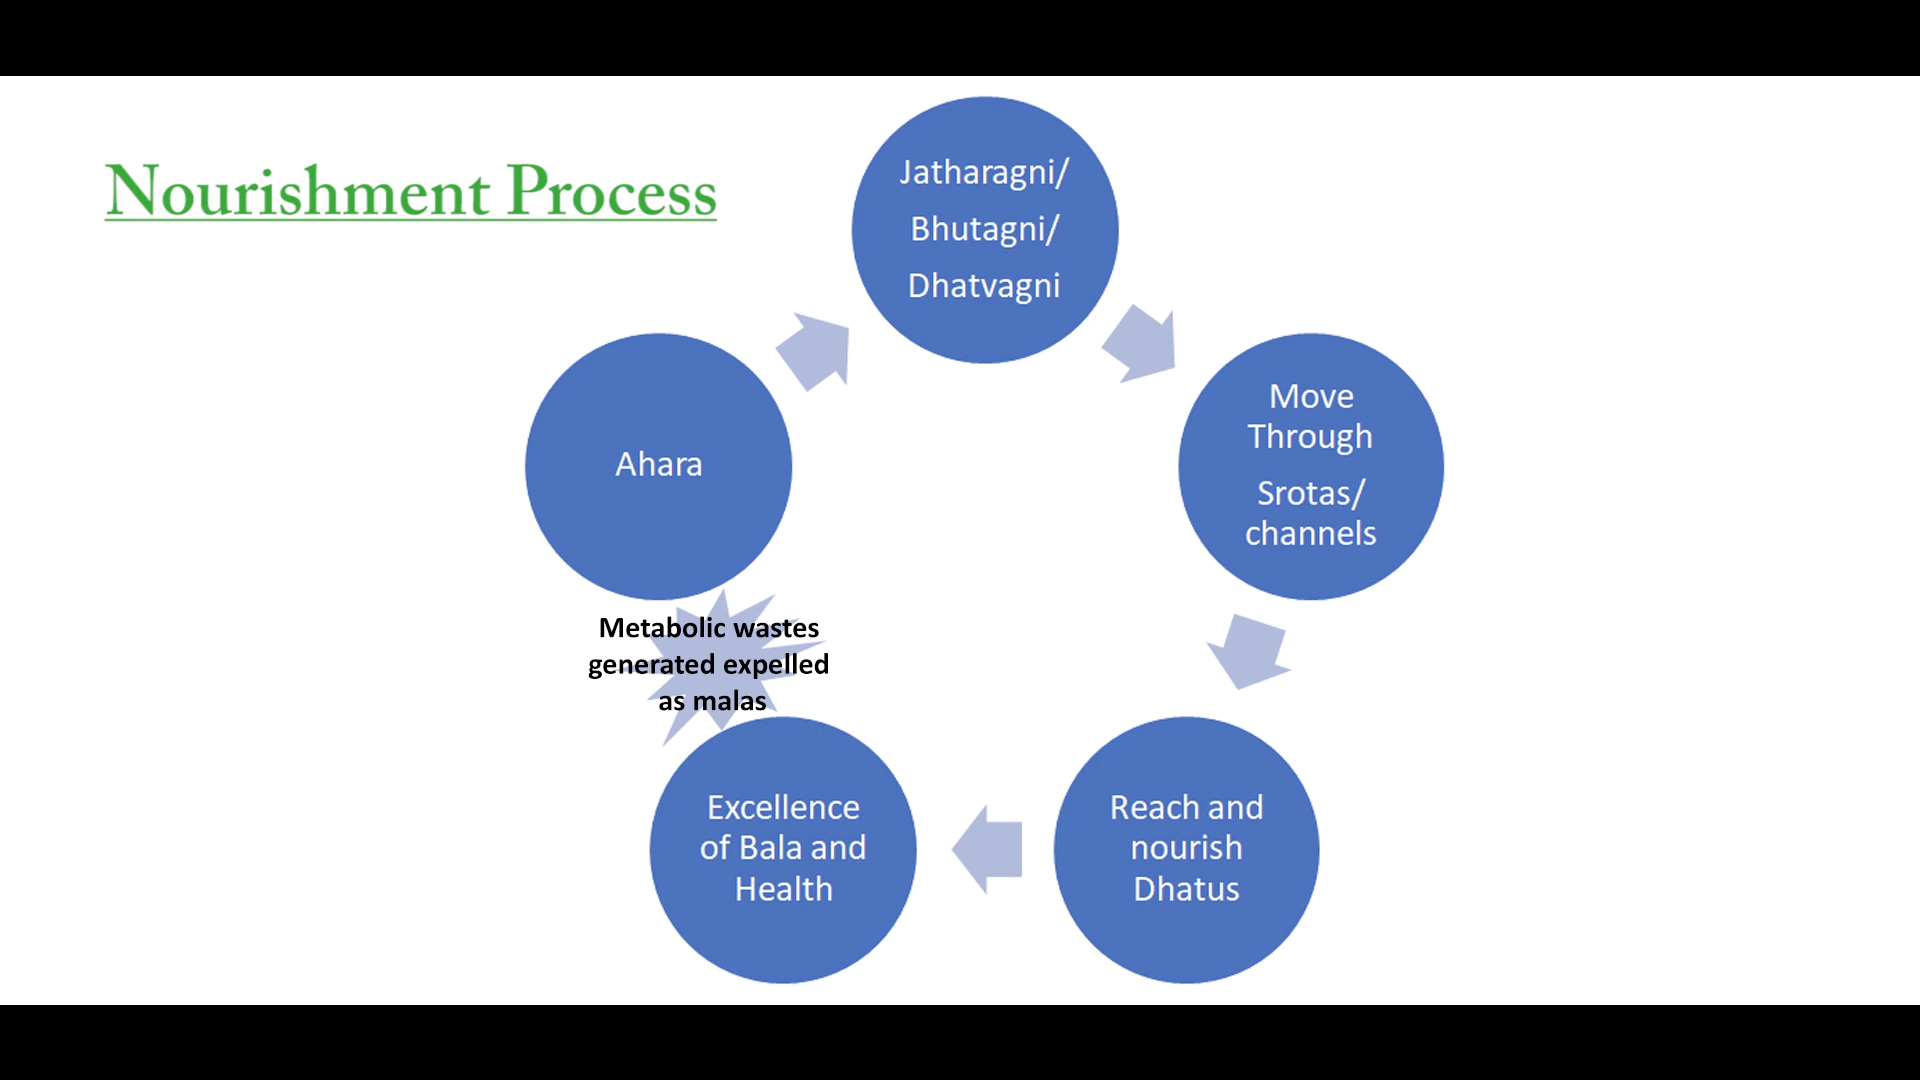 Nourishment Process
Jatharagni/
Bhutagni/
Dhatvagni
Move
Through
Srotas/
channels
Reach and
nourish
Dhatus
Excellence
of Bala and
Health
Metabolic wastes
generated expelled
as malas
Ahara